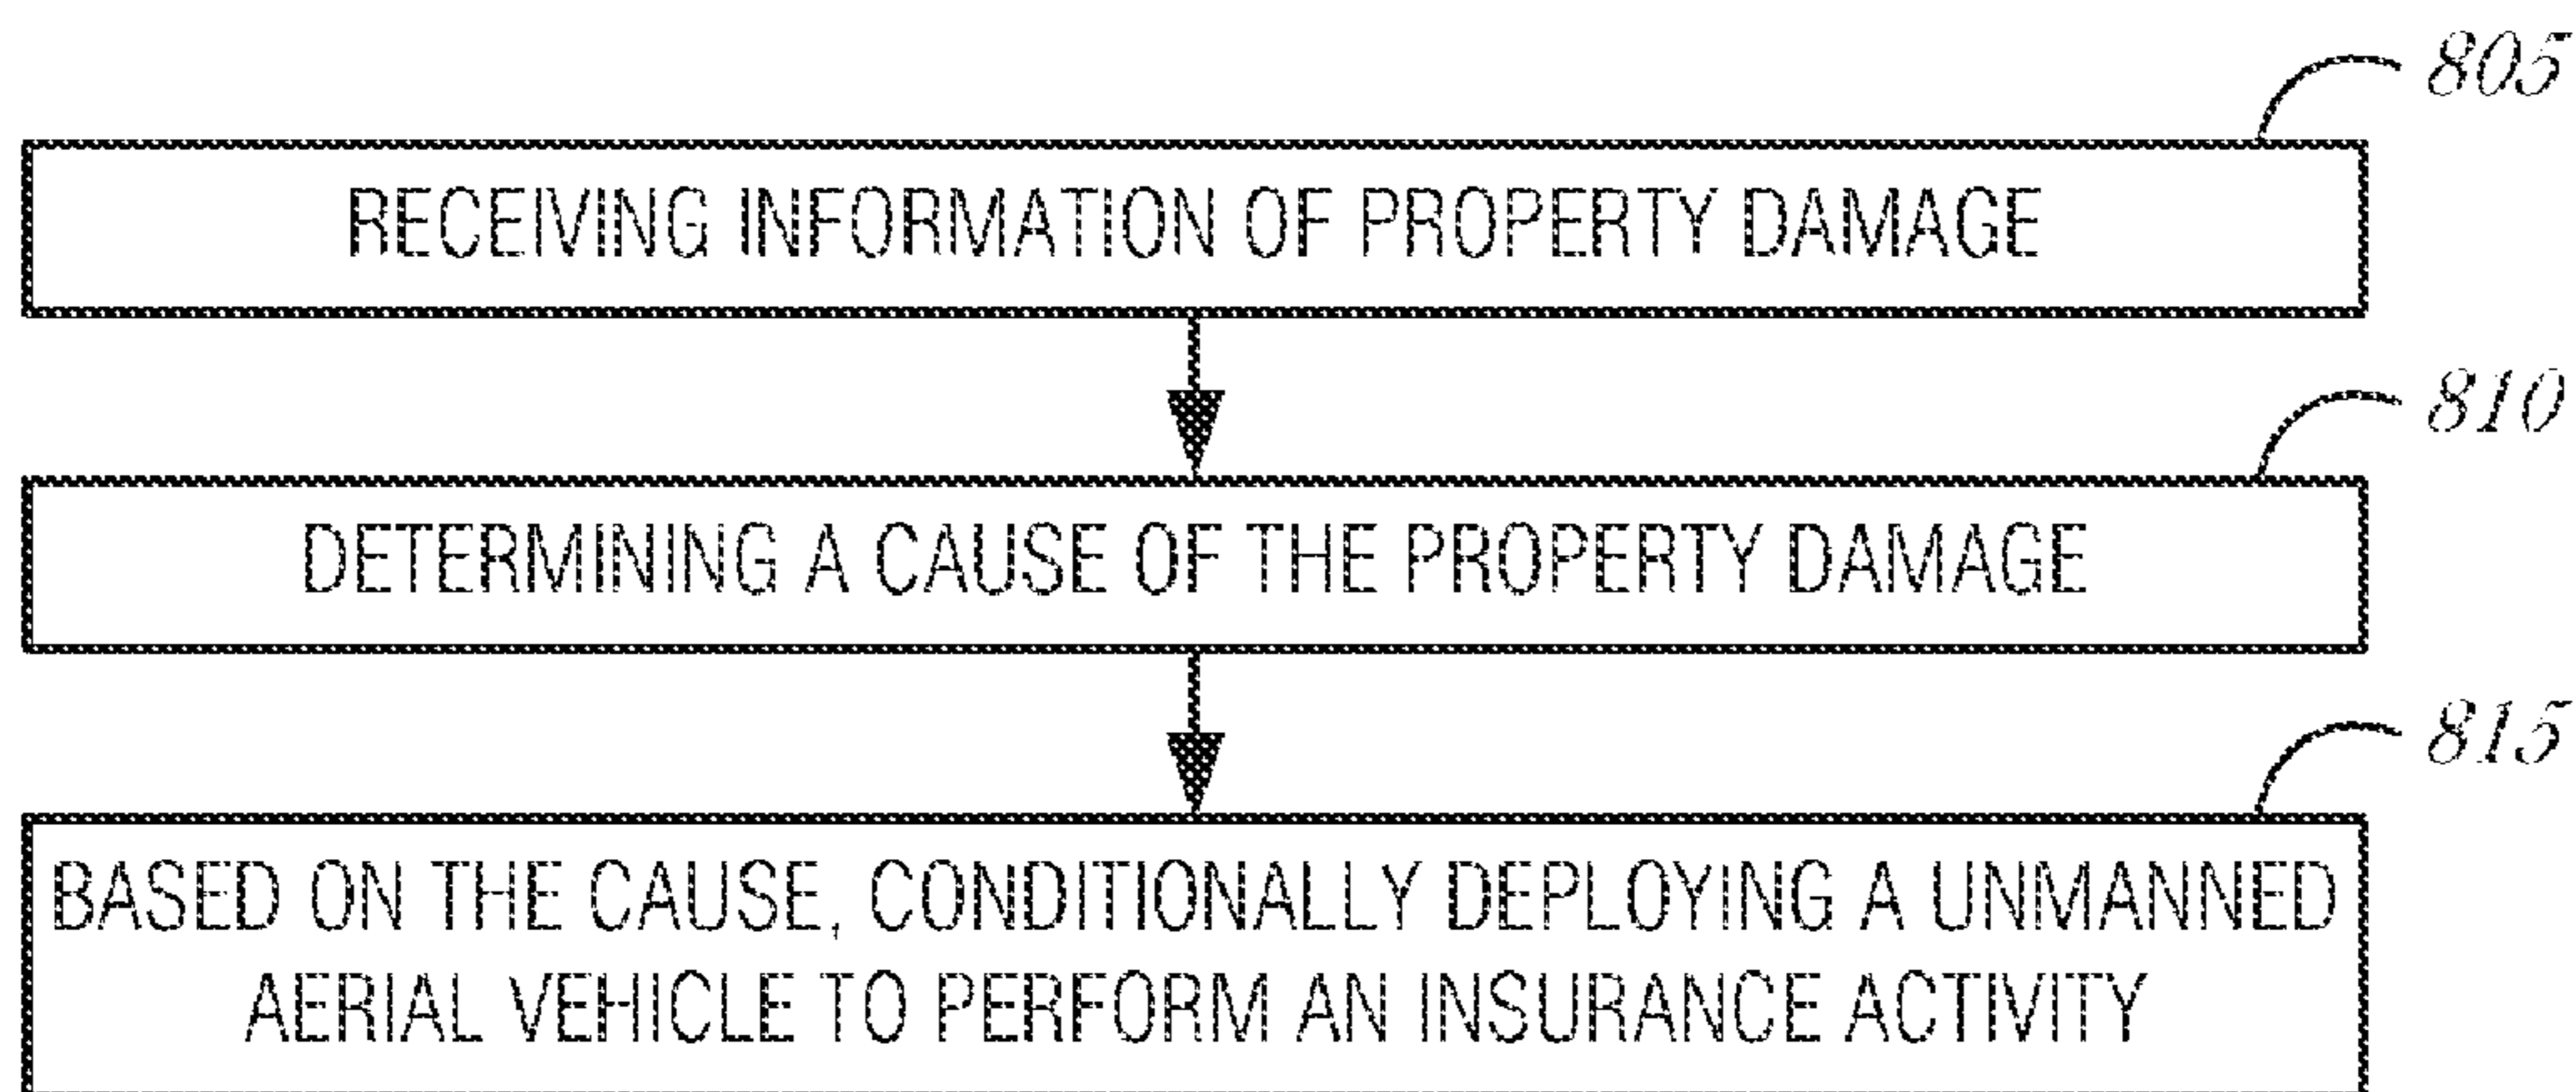 805
RECEIVING INFORMATION OF PROPERTY DAMAGE
810
DETERMINING A CAUSE OF THE PROPERTY DAMAGE
815
BASED ON THE CAUSE, CONDITIONALLY DEPLOYING A UNMANNED
AERIAL VEHICLE TO PERFORM AN INSURANCE ACTIVITY